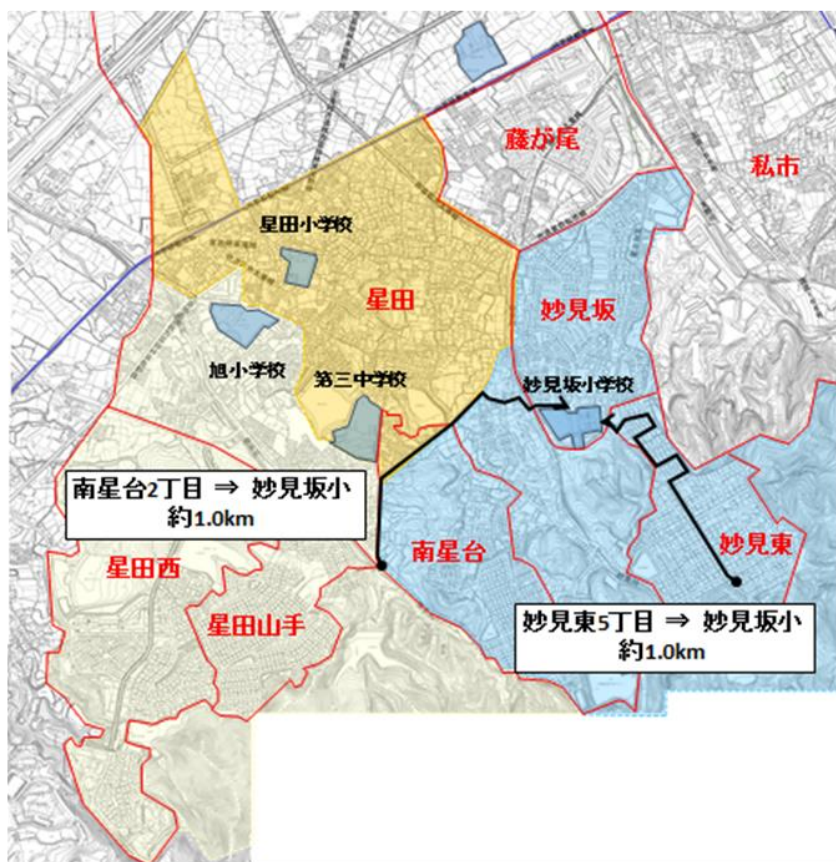 藤が尾
私市
星田小学校
星田
妙見坂
旭小学校
第三中学校
妙見坂小学校
南星台2丁目 ⇒ 妙見坂小
約1.0km
星田西
南星台
妙見東
星田山手
妙見東5丁目 ⇒ 妙見坂小
約1.0km